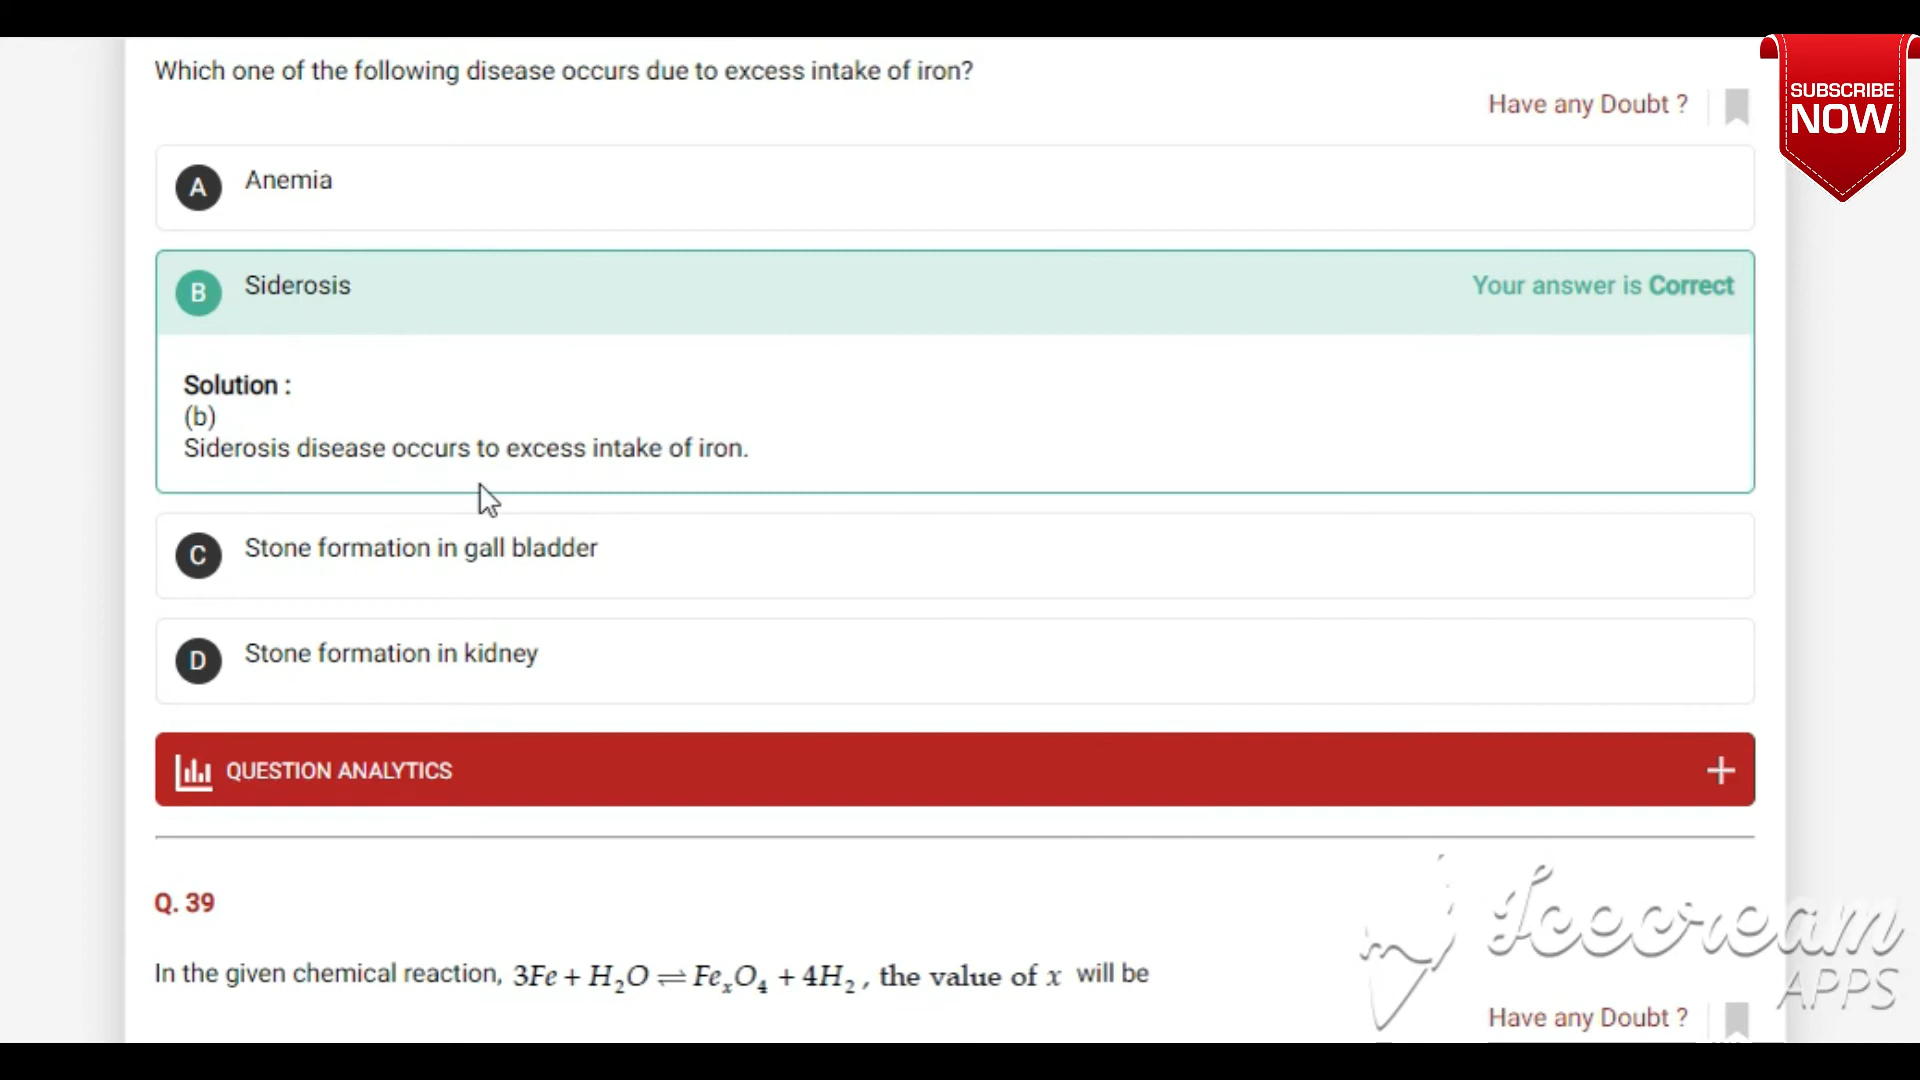 Which one of the following disease occurs due to excess intake of iron?
SUBSCRIBE
NOW
Have any Doubt ?
A Anemia
B Siderosis Your answer is Correct
Solution :
(b)
Siderosis disease occurs to excess intake of iron.
C Stone formation in gall bladder
D Stone formation in kidney
QUESTION ANALYTICS +
Q. 39
Icecream
APPS
In the given chemical reaction, 3Fe + H₂O ⇌ FeₓO₄ + 4H₂ , the value of x will be
Have any Doubt ?